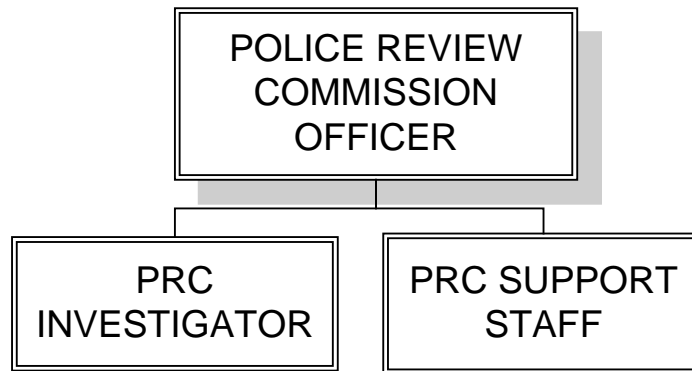 POLICE REVIEW
COMMISSION
OFFICER
PRC
INVESTIGATOR
PRC SUPPORT
STAFF